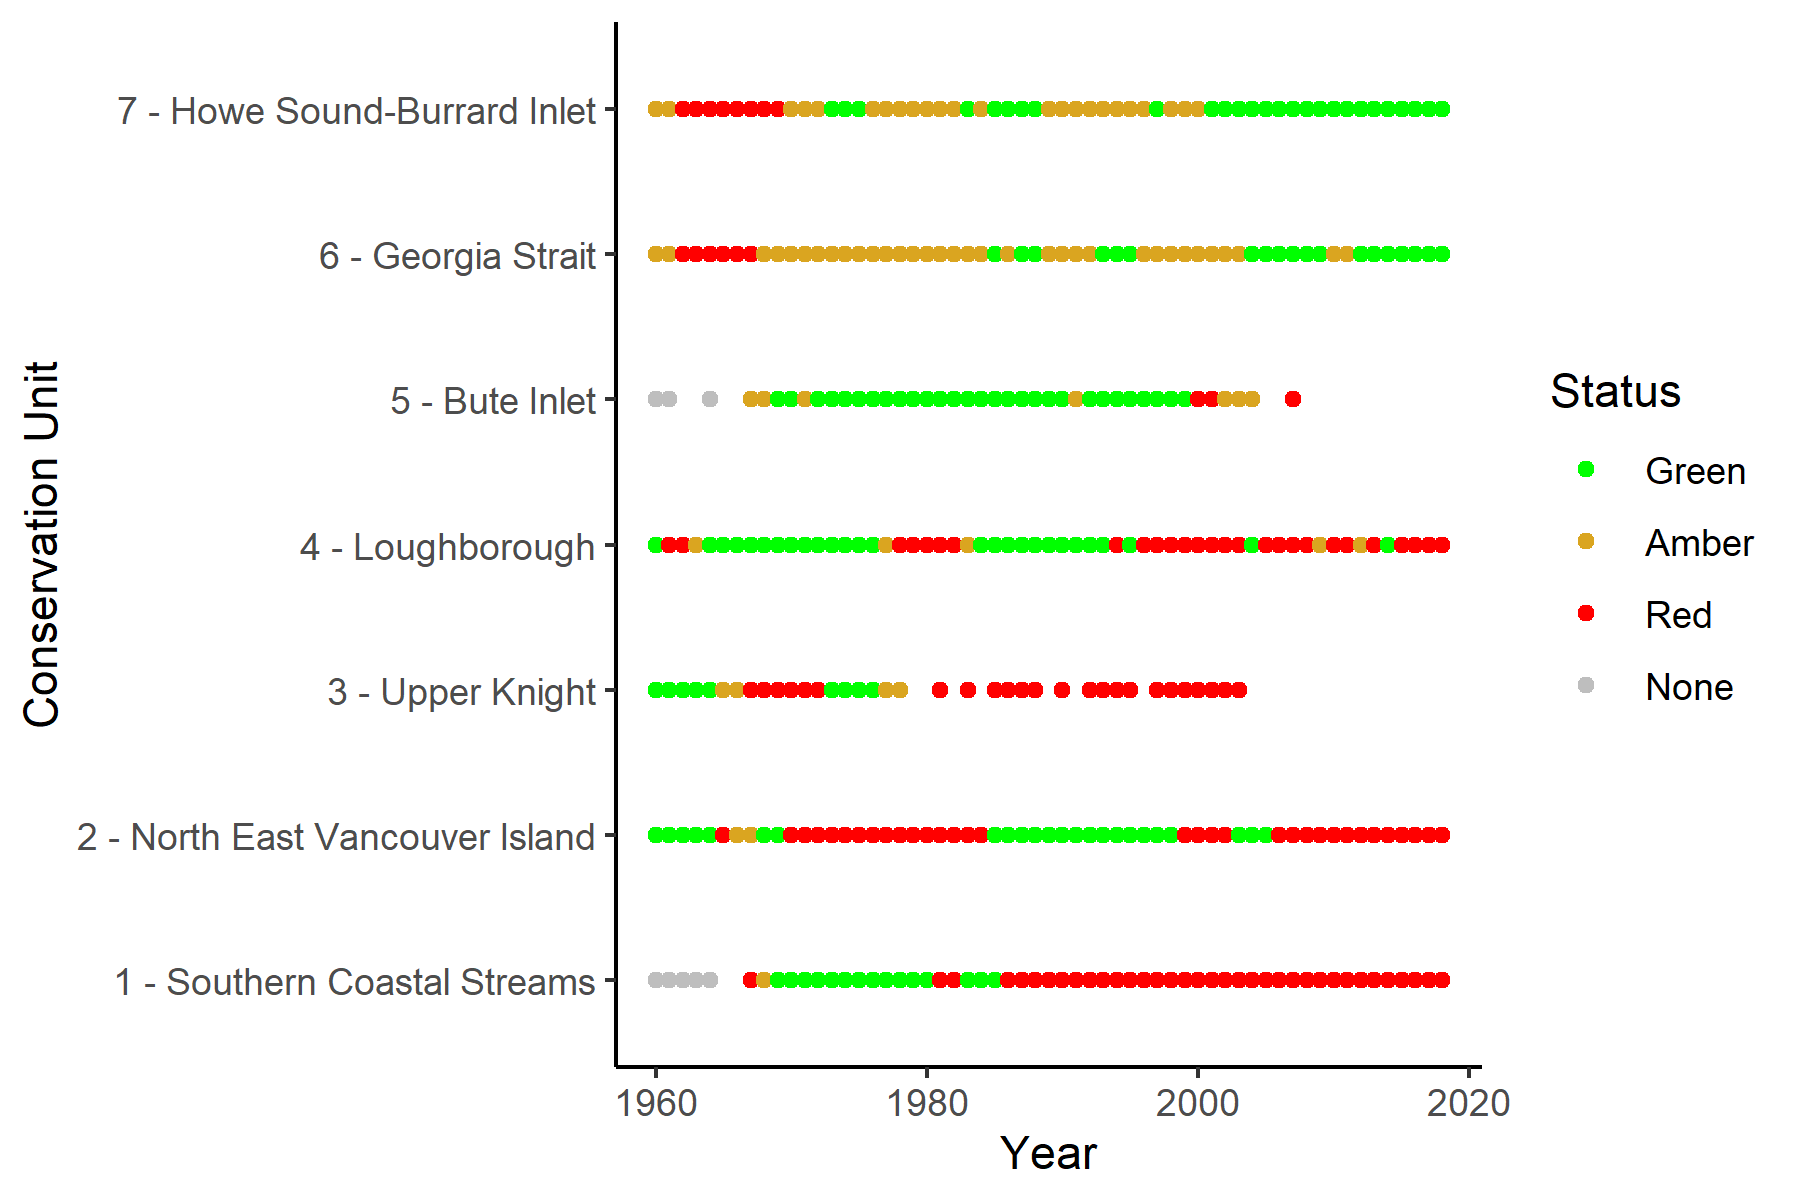 7 - Howe Sound-Burrard Inlet
6 - Georgia Strait
5 - Bute Inlet
4 - Loughborough
3 - Upper Knight
2 - North East Vancouver Island
1 - Southern Coastal Streams
Conservation Unit
1960 1980 2000 2020
Year
Status
Green
Amber
Red
None